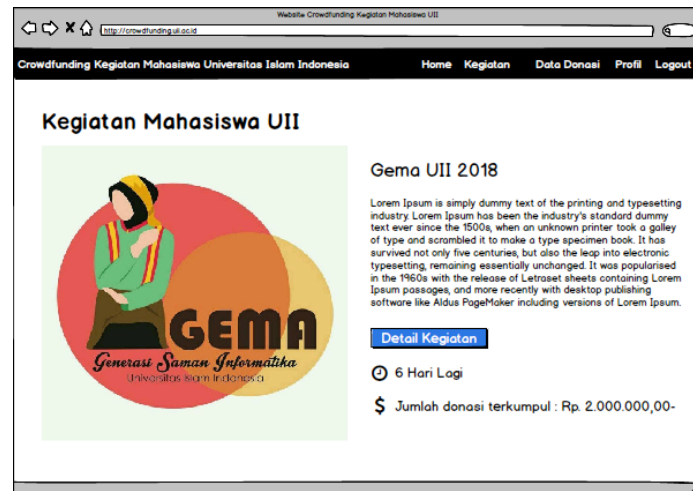 Website Crowdfunding Kegiatan Mahasiswa UII
http://crowdfunding.uii.ac.id
Crowdfunding Kegiatan Mahasiswa Universitas Islam Indonesia
Home Kegiatan Data Donasi Profil Logout
Kegiatan Mahasiswa UII
GEMA
Generasi Saman Informatika
Universitas Islam Indonesia
Gema UII 2018
Lorem Ipsum is simply dummy text of the printing and typesetting
industry. Lorem Ipsum has been the industry's standard dummy
text ever since the 1500s, when an unknown printer took a galley
of type and scrambled it to make a type specimen book. It has
survived not only five centuries, but also the leap into electronic
typesetting, remaining essentially unchanged. It was popularised
in the 1960s with the release of Letraset sheets containing Lorem
Ipsum passages, and more recently with desktop publishing
software like Aldus PageMaker including versions of Lorem Ipsum.
Detail Kegiatan
6 Hari Lagi
$ Jumlah donasi terkumpul : Rp. 2.000.000,00-